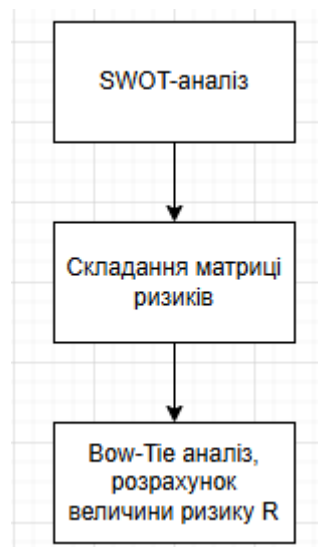 SWOT-аналіз
Складання матриці
ризиків
Bow-Tie аналіз,
розрахунок
величини ризику R